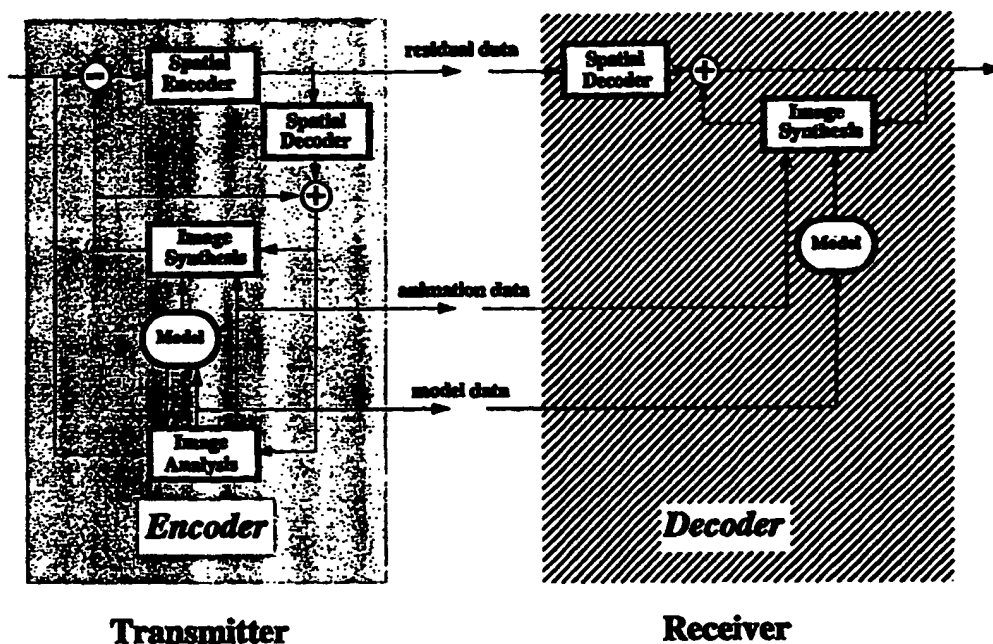 Spatial
Encoder
residual data
Spatial
Decoder
Spatial
Decoder
Image
Synthesis
Image
Synthesis
Model
animation data
Model
model data
Image
Analysis
Encoder
Decoder
Transmitter
Receiver